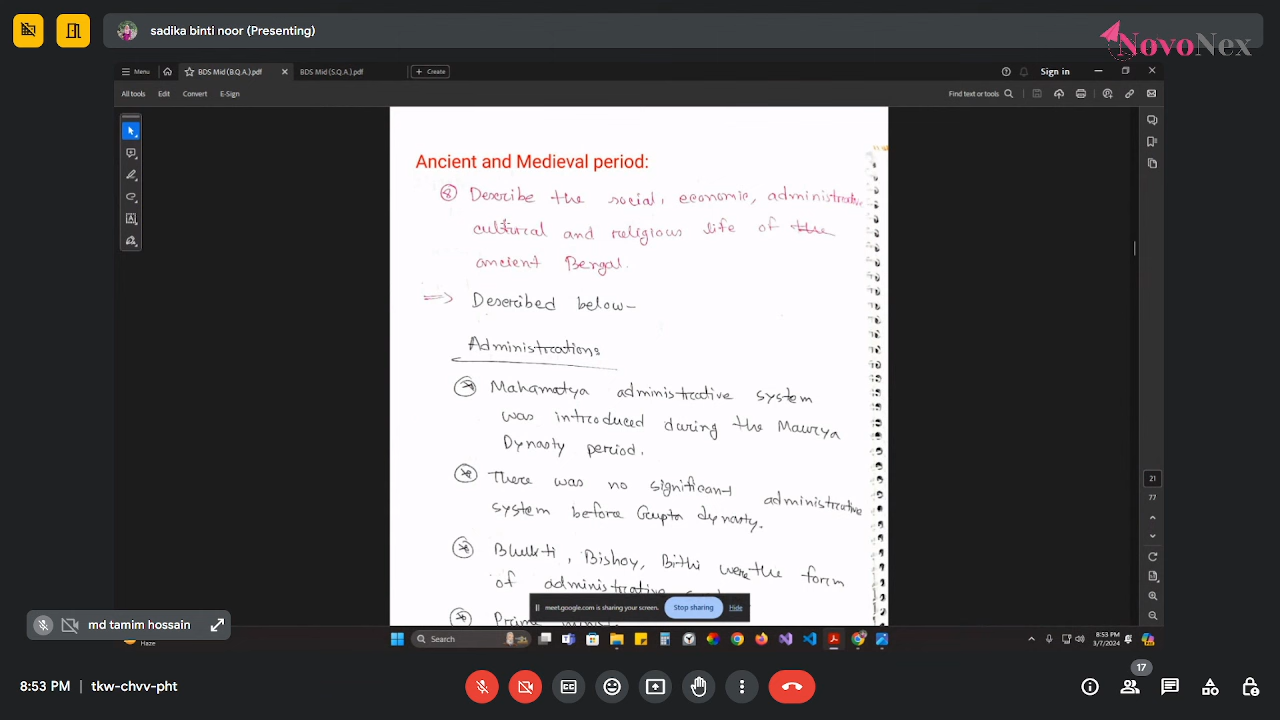 sadika binti noor (Presenting)
NovoNex
Menu
BDS Mid (B.Q.A.).pdf
BDS Mid (S.Q.A.).pdf
+ Create
Sign in
All tools Edit Convert E-Sign
Find text or tools
Ancient and Medieval period:
Describe the social, economic, administrative
cultural and religious life of the
ancient Bengal.
Described below-
Administrations
Mahamatya administrative system
was introduced during the Maurya
Dynasty period.
There was no significant administrative
system before Gupta dynasty.
Bhukti, Bishoy, Bithi were the form
of administrative
meet.google.com is sharing your screen.
Stop sharing
Hide
Prime
21
77
md tamim hossain
Haze
Search
8:53 PM
3/7/2024
17
8:53 PM | tkw-chvv-pht